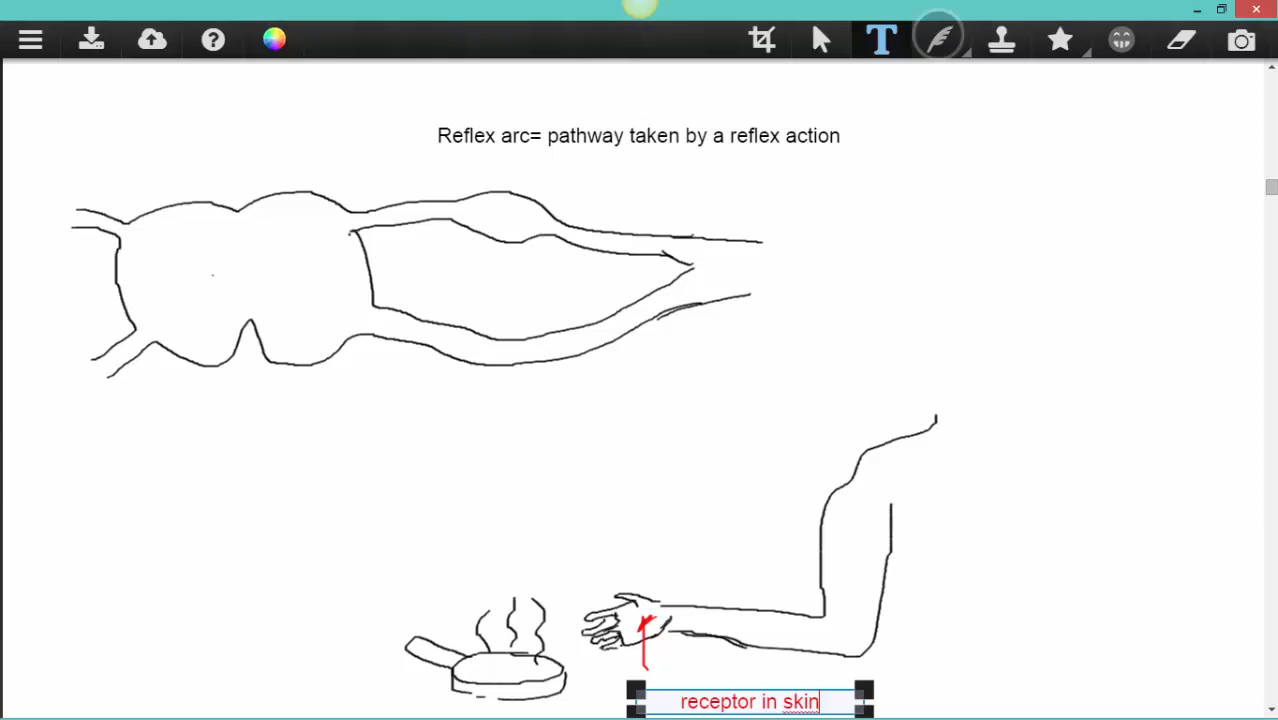 Reflex arc= pathway taken by a reflex action
receptor in skin